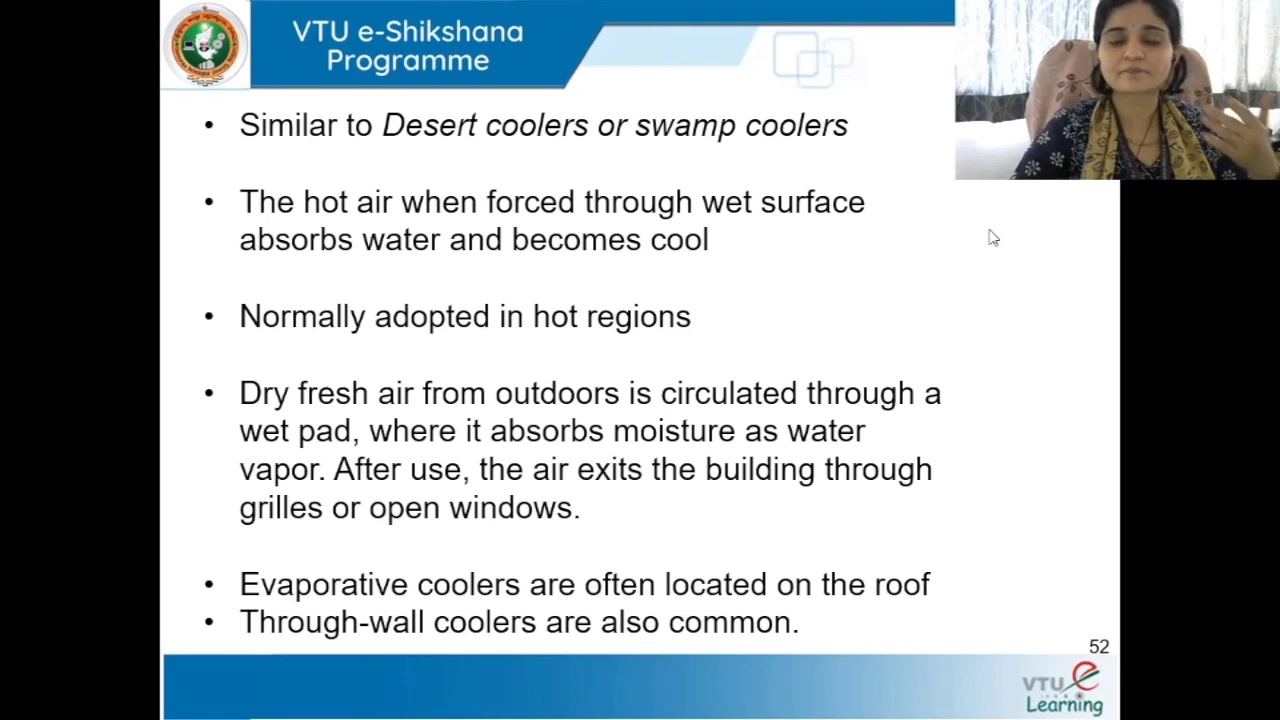 VTU e-Shikshana
Programme
• Similar to Desert coolers or swamp coolers
• The hot air when forced through wet surface
absorbs water and becomes cool
• Normally adopted in hot regions
• Dry fresh air from outdoors is circulated through a
wet pad, where it absorbs moisture as water
vapor. After use, the air exits the building through
grilles or open windows.
• Evaporative coolers are often located on the roof
• Through-wall coolers are also common.
52
VTU e
Learning